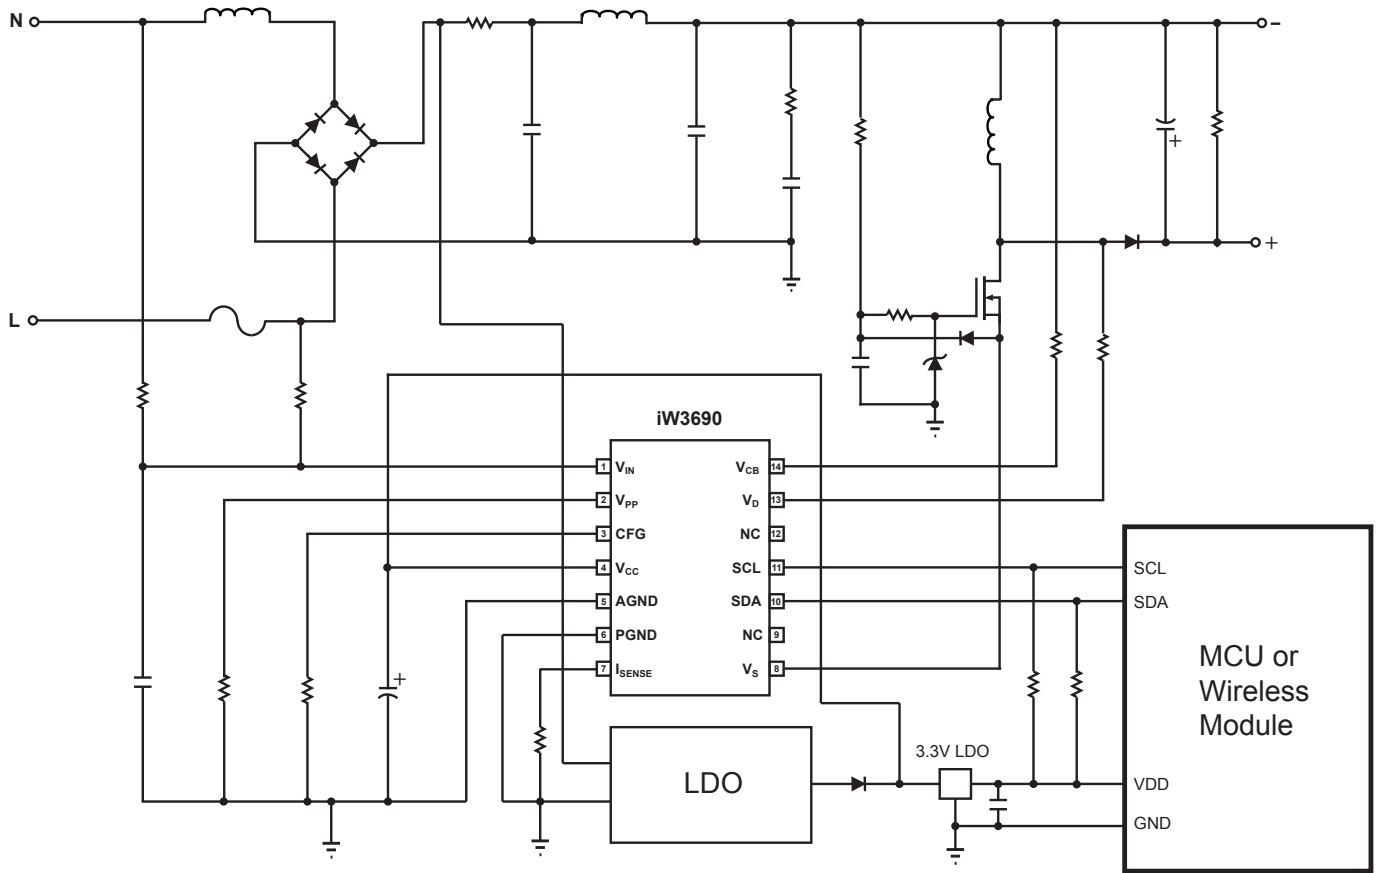 N
-
+
L
iW3690
1 VIN VCB 14
2 VPP VD 13
3 CFG NC 12
4 VCC SCL 11
5 AGND SDA 10
6 PGND NC 9
7 ISENSE VS 8
+
+
SCL
SDA
MCU or
Wireless
Module
VDD
GND
LDO
3.3V LDO